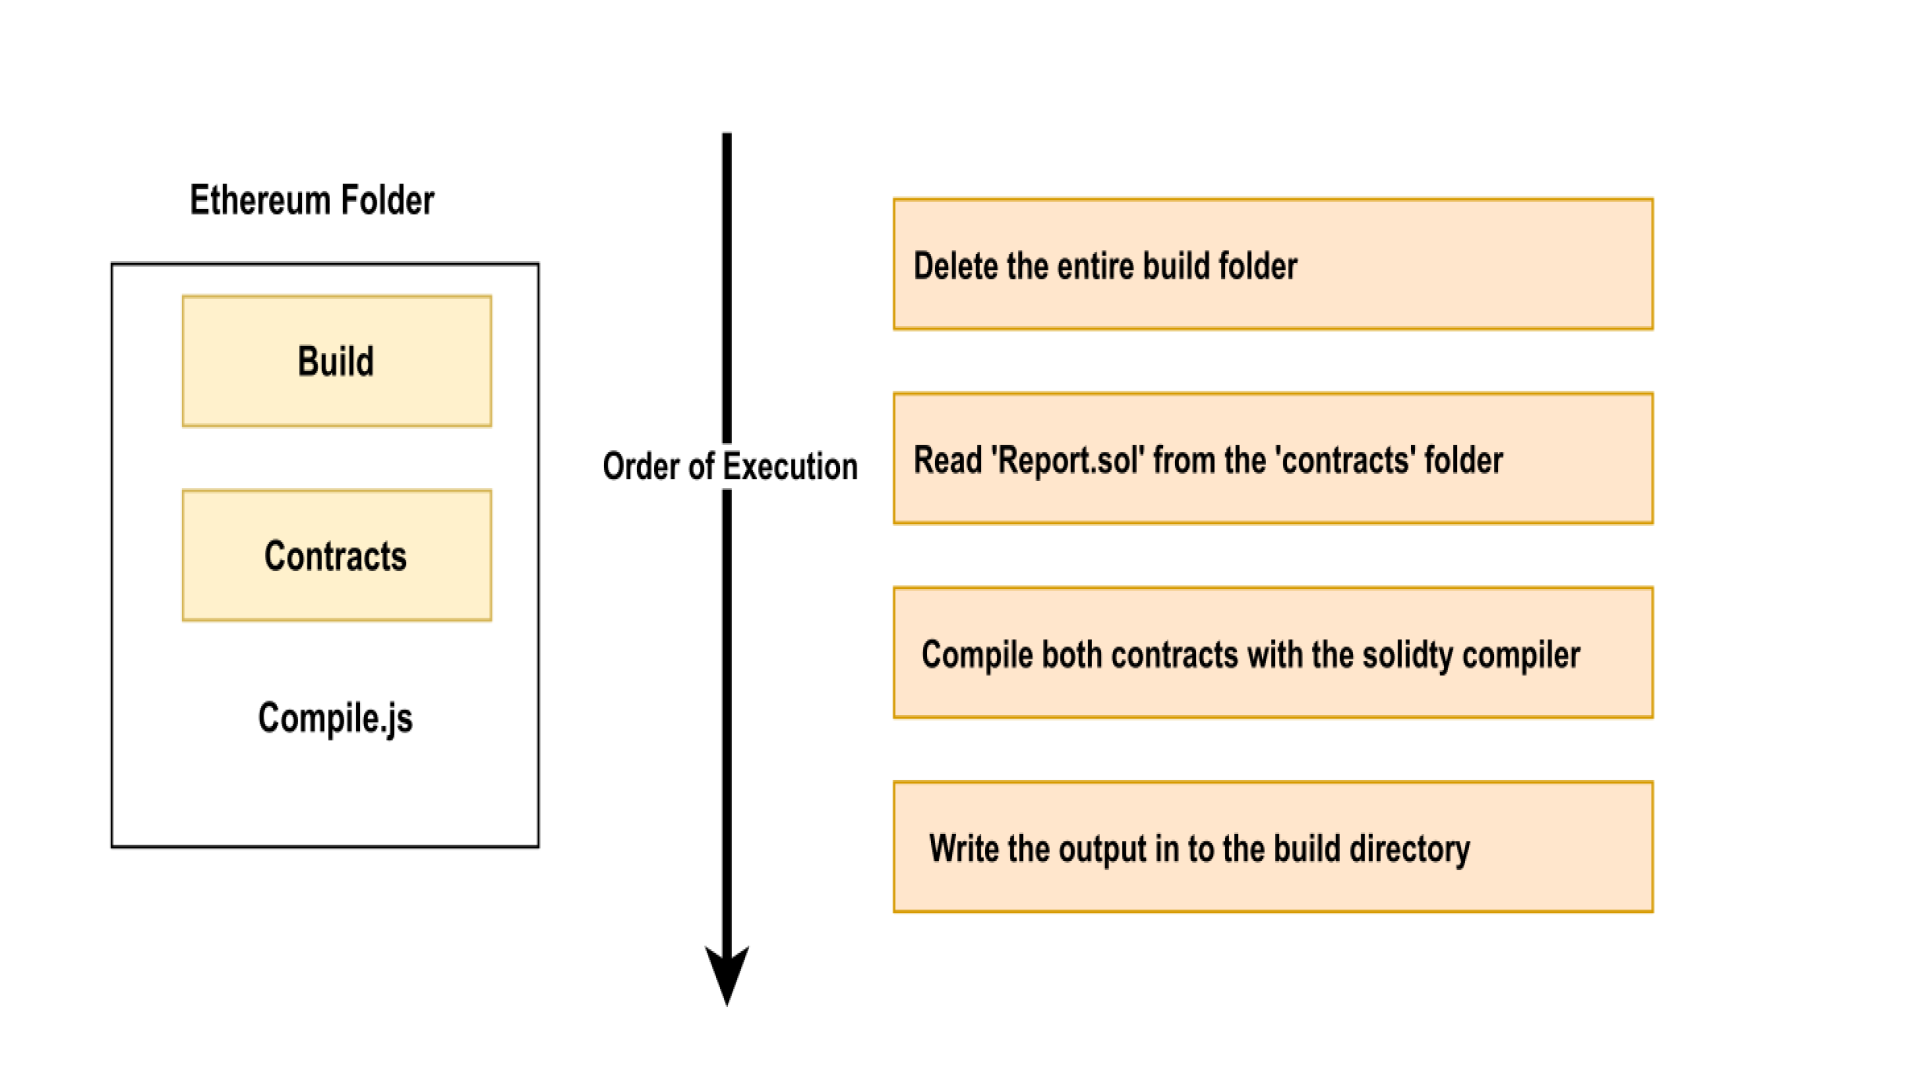 Ethereum Folder
Build
Contracts
Compile.js
Order of Execution
Delete the entire build folder
Read 'Report.sol' from the 'contracts' folder
Compile both contracts with the solidty compiler
Write the output in to the build directory